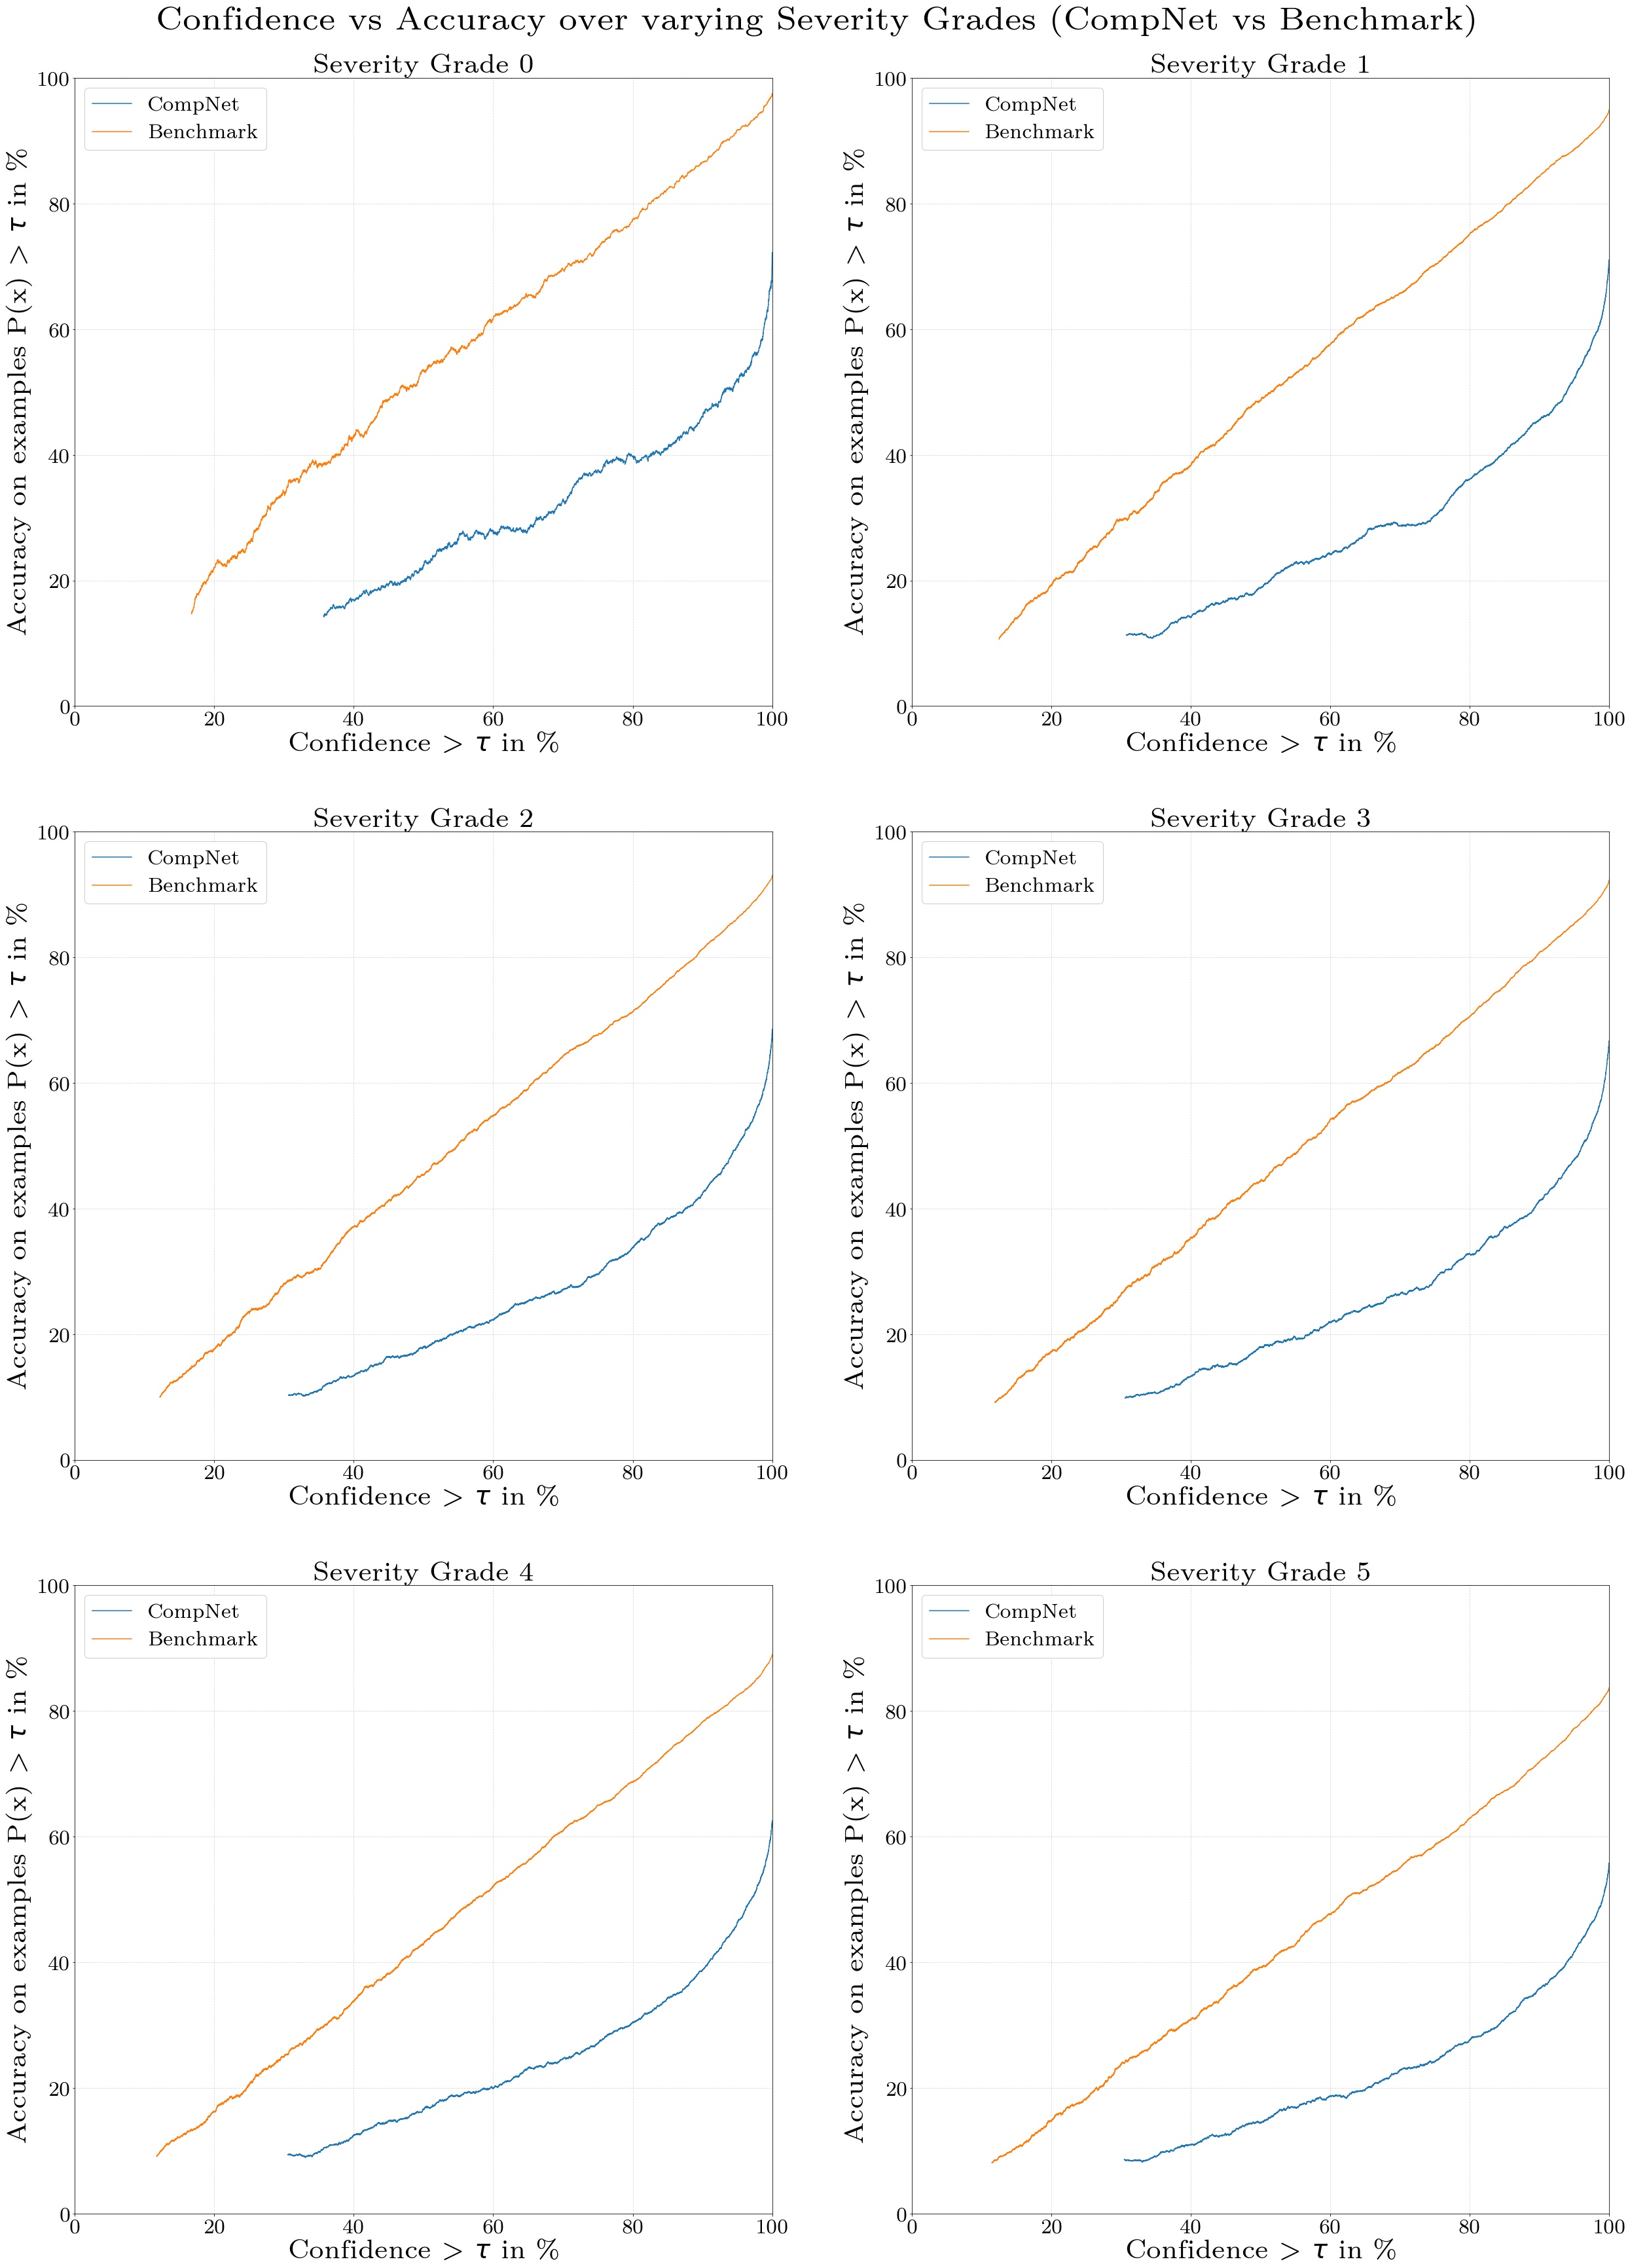 Confidence vs Accuracy over varying Severity Grades (CompNet vs Benchmark)
Severity Grade 0
CompNet
Benchmark
Accuracy on examples P(x) > τ in %
100
80
60
40
20
0
0 20 40 60 80 100
Confidence > τ in %
Severity Grade 1
CompNet
Benchmark
Accuracy on examples P(x) > τ in %
100
80
60
40
20
0
0 20 40 60 80 100
Confidence > τ in %
Severity Grade 2
CompNet
Benchmark
Accuracy on examples P(x) > τ in %
100
80
60
40
20
0
0 20 40 60 80 100
Confidence > τ in %
Severity Grade 3
CompNet
Benchmark
Accuracy on examples P(x) > τ in %
100
80
60
40
20
0
0 20 40 60 80 100
Confidence > τ in %
Severity Grade 4
CompNet
Benchmark
Accuracy on examples P(x) > τ in %
100
80
60
40
20
0
0 20 40 60 80 100
Confidence > τ in %
Severity Grade 5
CompNet
Benchmark
Accuracy on examples P(x) > τ in %
100
80
60
40
20
0
0 20 40 60 80 100
Confidence > τ in %